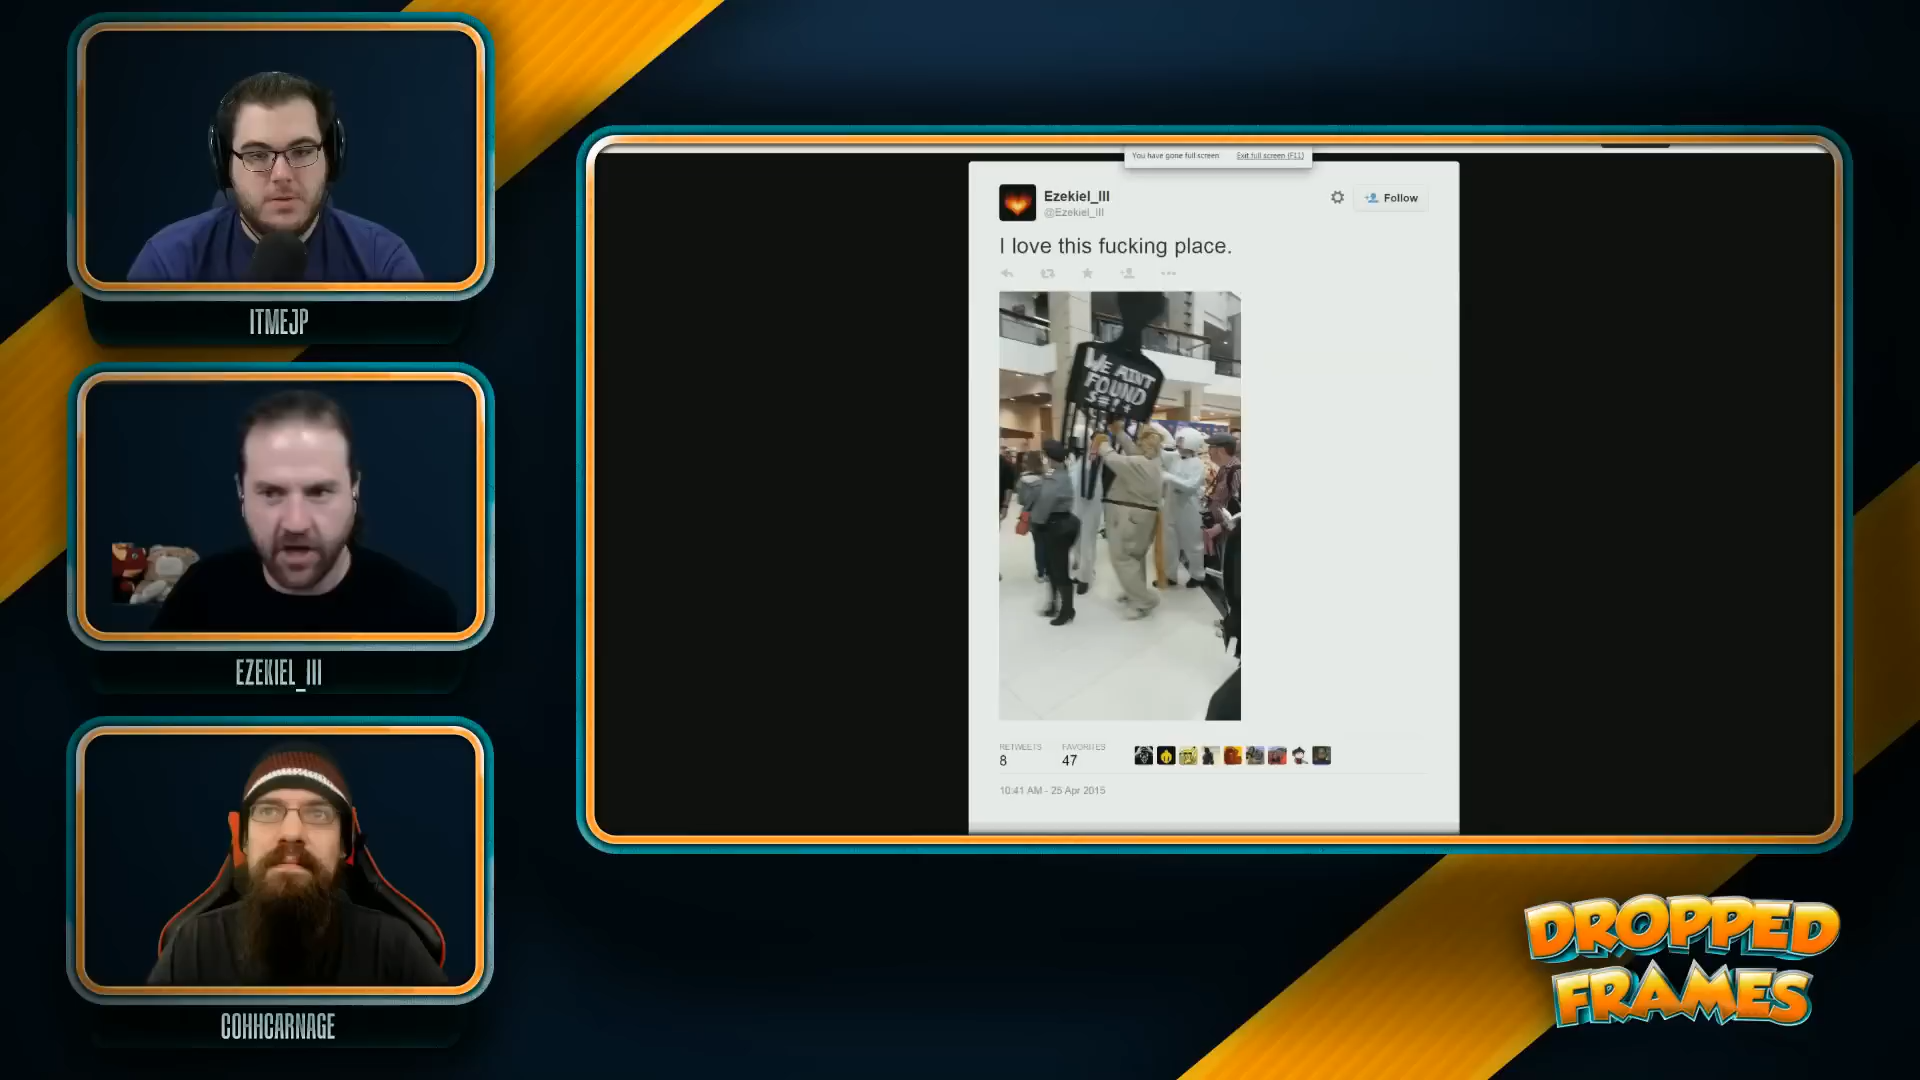 ITMEJP
EZEKIEL_III
COHHCARNAGE
You have gone full screen. Exit full screen (F11)
Ezekiel_III
@Ezekiel_III
Follow
I love this fucking place.
WE AIN'T
FOUND
S#!+
RETWEETS FAVORITES
8 47
10:41 AM - 25 Apr 2015
DROPPED
FRAMES